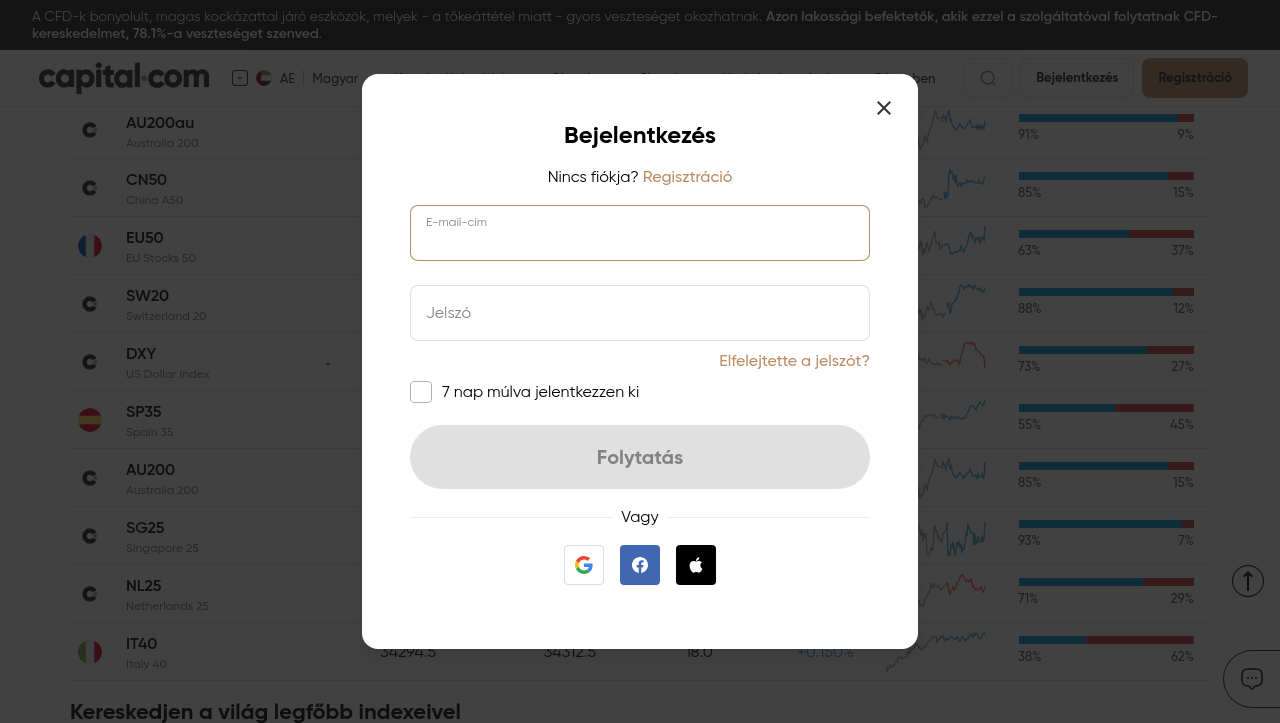 A CFD-k bonyolult, magas kockázattal járó eszközök, melyek - a tőkeáttétel miatt - gyors veszteséget okozhatnak. Azon lakossági befektetők, akik ezzel a szolgáltatóval folytatnak CFD-
kereskedelmet, 78.1%-a veszteséget szenved.
capital.com AE Magyar Bejelentkezés Regisztráció
Bejelentkezés
Nincs fiókja? Regisztráció
E-mail-cím
Jelszó
Elfelejtette a jelszót?
7 nap múlva jelentkezzen ki
Folytatás
Vagy
AU200au
Australia 200
91% 9%
CN50
China A50
85% 15%
EU50
EU Stocks 50
63% 37%
SW20
Switzerland 20
88% 12%
DXY
US Dollar Index
73% 27%
SP35
Spain 35
55% 45%
AU200
Australia 200
85% 15%
SG25
Singapore 25
93% 7%
NL25
Netherlands 25
71% 29%
IT40
Italy 40
34294.5 34312.5 18.0 +0.150%
38% 62%
Kereskedjen a világ legfőbb indexeivel